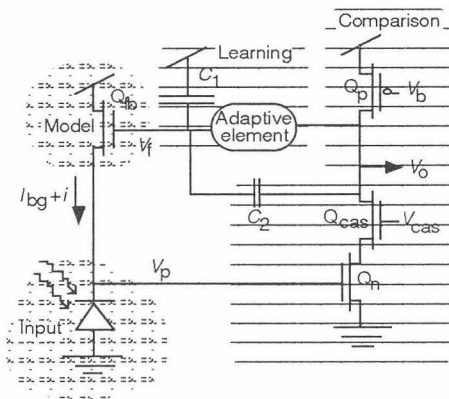 Comparison
Learning
C1
Qfb
Qp
Vb
Model
Adaptive
element
Vf
Vo
Ibg+i
C2
Qcas
Vcas
Vp
Qn
Input